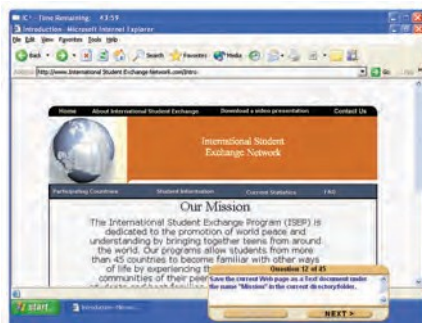 IC³ - Time Remaining: 43:59
Introduction - Microsoft Internet Explorer
File Edit View Favorites Tools Help
Back Search Favorites Media
Address http://www.International Student Exchange Network.com/Intro Go
Home About International Student Exchange Download a video presentation Contact Us
International Student
Exchange Network
Participating Countries Student Information Current Statistics FAQ
Our Mission
The International Student Exchange Program (ISEP) is
dedicated to the promotion of world peace and
understanding by bringing together teens from around
the world. Our programs allow students from more
than 45 countries to become familiar with other ways
of life by experiencing
communities of their
Question 12 of 45
Save the current Web page as a Text document under
the name "Mission" in the current directory/folder.
NEXT >
start Introduction - Micros...